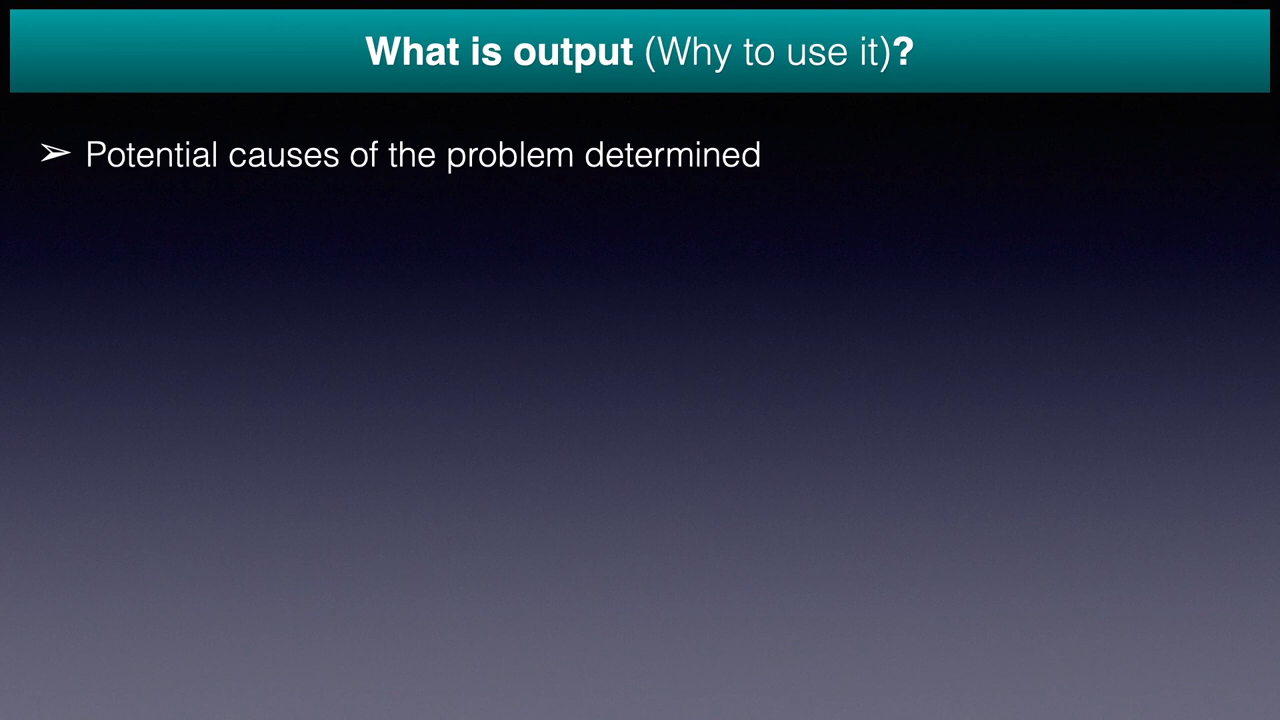 What is output (Why to use it)?
➢ Potential causes of the problem determined